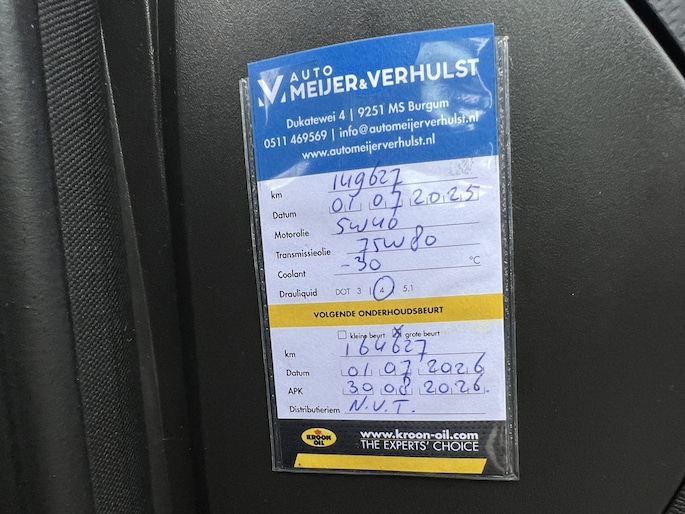 AUTO
MEIJER&VERHULST
Dukatewei 4 | 9251 MS Burgum
0511 469569 | info@automeijerverhulst.nl
www.automeijerverhulst.nl
km 149627
Datum 01 07 2025
Motorolie 5W40
Transmissieolie 75W80
Coolant -30 °C
Drauliquid DOT 3 | 4 5.1
VOLGENDE ONDERHOUDSBEURT
kleine beurt x grote beurt
km 164627
Datum 01 07 2026
APK 30 08 2026.
Distributieriem N.V.T.
KROON OIL www.kroon-oil.com
THE EXPERTS' CHOICE